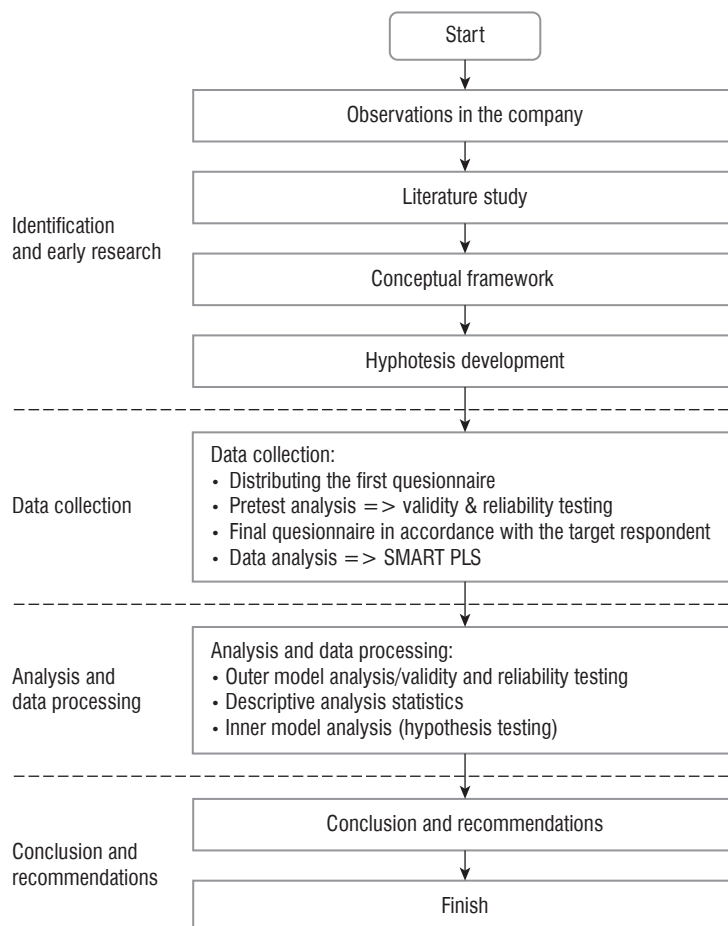 Start
Observations in the company
Literature study
Identification
and early research
Conceptual framework
Hyphotesis development
Data collection
Data collection:
• Distributing the first quesionnaire
• Pretest analysis => validity & reliability testing
• Final quesionnaire in accordance with the target respondent
• Data analysis => SMART PLS
Analysis and
data processing
Analysis and data processing:
• Outer model analysis/validity and reliability testing
• Descriptive analysis statistics
• Inner model analysis (hypothesis testing)
Conclusion and
recommendations
Conclusion and recommendations
Finish